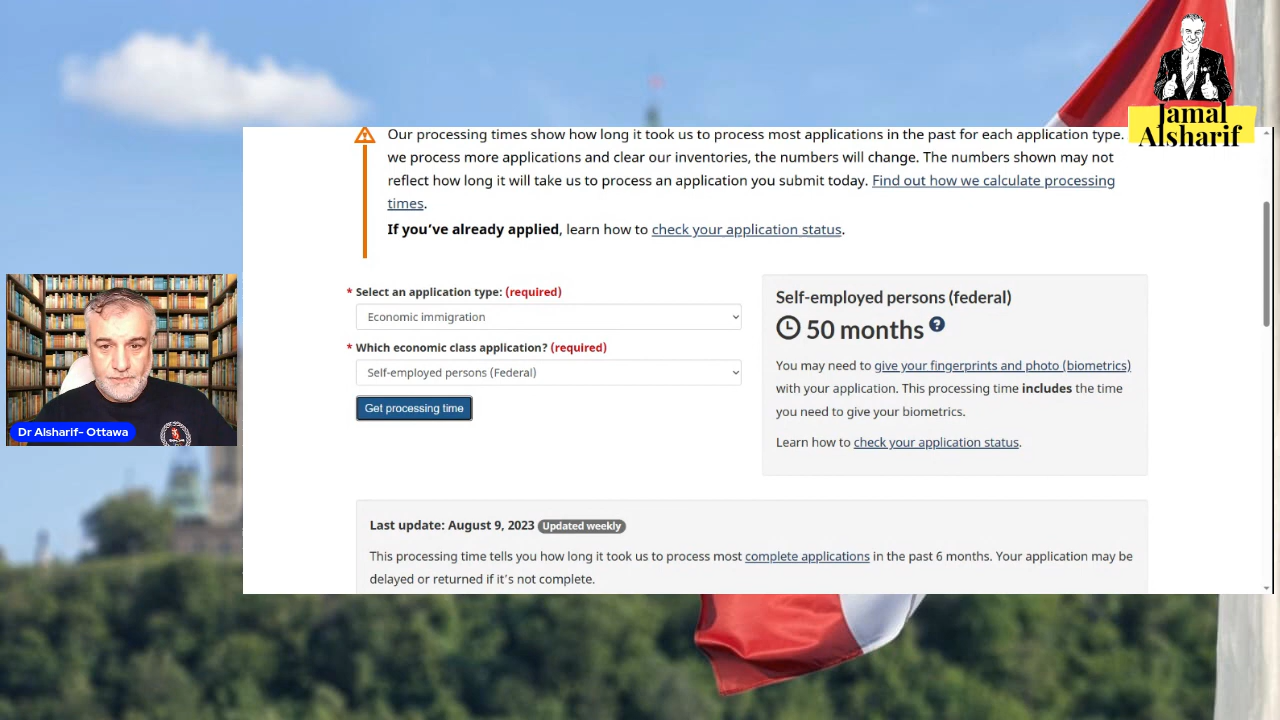 Jamal
Alsharif
Our processing times show how long it took us to process most applications in the past for each application type.
we process more applications and clear our inventories, the numbers will change. The numbers shown may not
reflect how long it will take us to process an application you submit today. Find out how we calculate processing
times.
If you've already applied, learn how to check your application status.
* Select an application type: (required)
Economic immigration
* Which economic class application? (required)
Self-employed persons (Federal)
Get processing time
Self-employed persons (federal)
50 months ?
You may need to give your fingerprints and photo (biometrics)
with your application. This processing time includes the time
you need to give your biometrics.
Learn how to check your application status.
Dr Alsharif- Ottawa
Last update: August 9, 2023 Updated weekly
This processing time tells you how long it took us to process most complete applications in the past 6 months. Your application may be
delayed or returned if it's not complete.